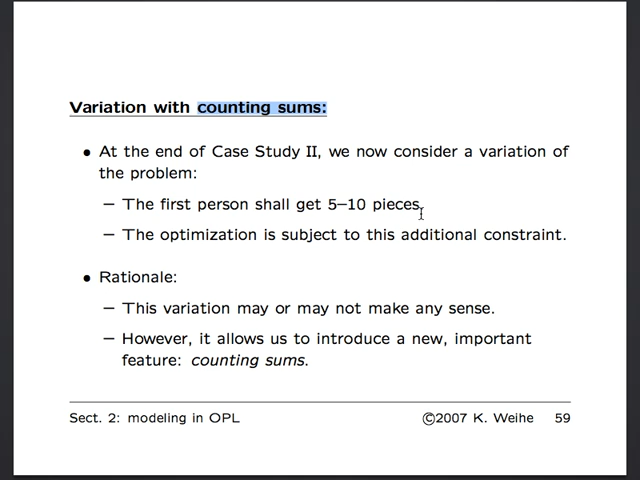 Variation with counting sums:
• At the end of Case Study II, we now consider a variation of
the problem:
– The first person shall get 5–10 pieces.
– The optimization is subject to this additional constraint.
• Rationale:
– This variation may or may not make any sense.
– However, it allows us to introduce a new, important
feature: counting sums.
Sect. 2: modeling in OPL ©2007 K. Weihe 59